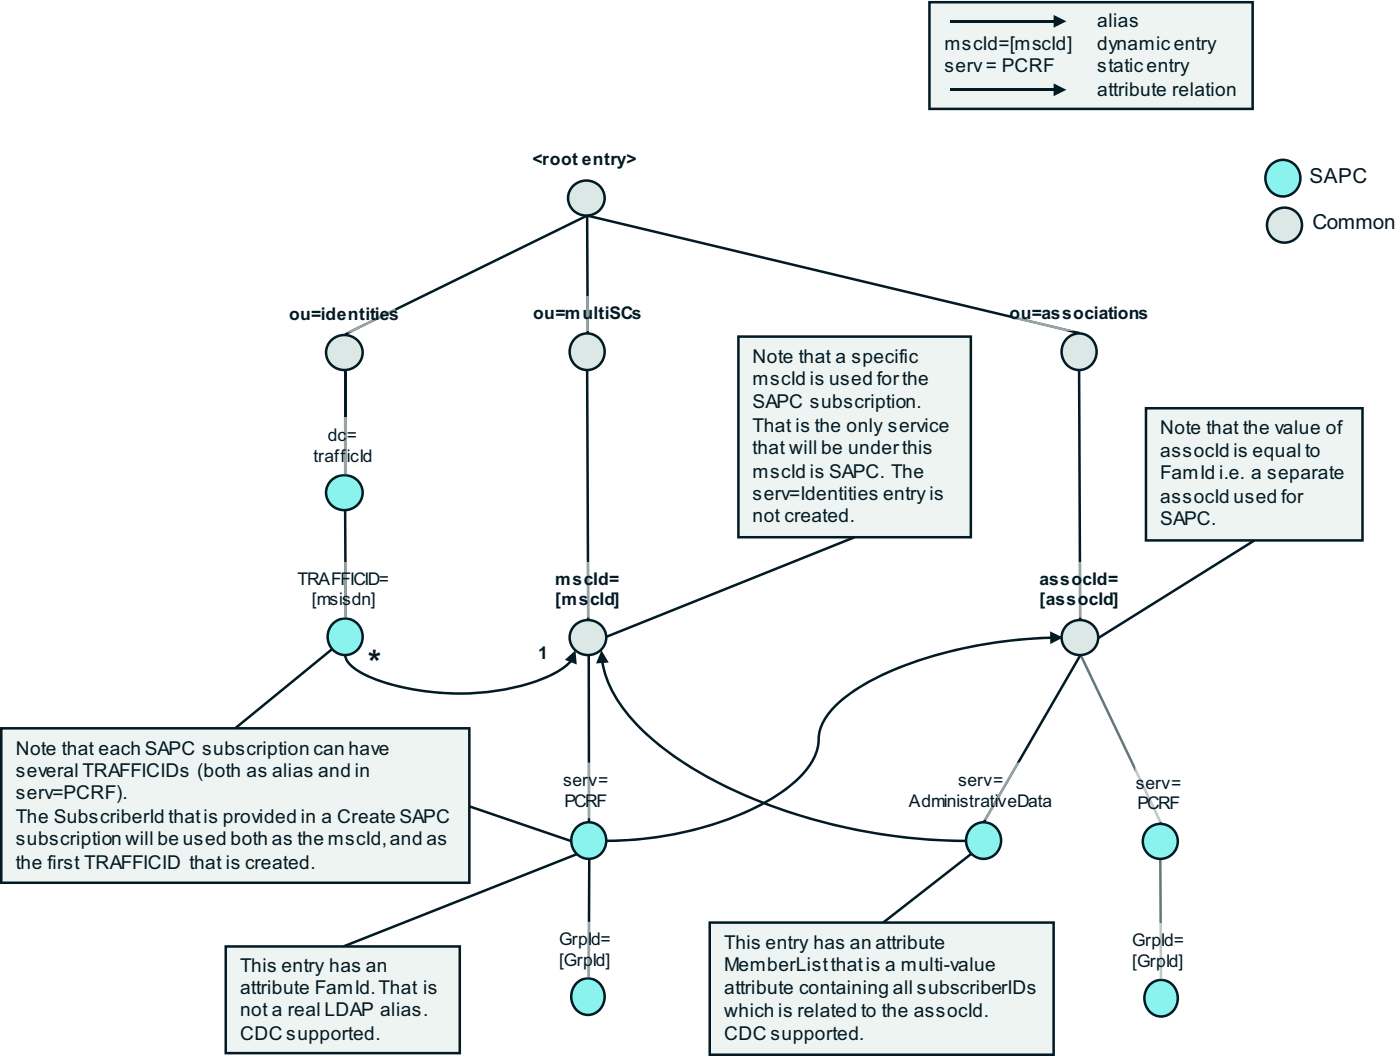 alias
mscId=[mscId] dynamic entry
serv = PCRF static entry
attribute relation
<root entry>
SAPC
Common
ou=identities
ou=multiSCs
ou=associations
Note that a specific
mscId is used for the
SAPC subscription.
That is the only service
that will be under this
mscId is SAPC. The
serv=Identities entry is
not created.
Note that the value of
assocId is equal to
FamId i.e. a separate
assocId used for
SAPC.
dc=
trafficId
TRAFFICID=
[msisdn]
mscId=
[mscId]
assocId=
[assocId]
*
1
Note that each SAPC subscription can have
several TRAFFICIDs (both as alias and in
serv=PCRF).
The SubscriberId that is provided in a Create SAPC
subscription will be used both as the mscId, and as
the first TRAFFICID that is created.
serv=
PCRF
serv=
AdministrativeData
serv=
PCRF
GrpId=
[GrpId]
GrpId=
[GrpId]
This entry has an
attribute FamId. That is
not a real LDAP alias.
CDC supported.
This entry has an attribute
MemberList that is a multi-value
attribute containing all subscriberIDs
which is related to the assocId.
CDC supported.